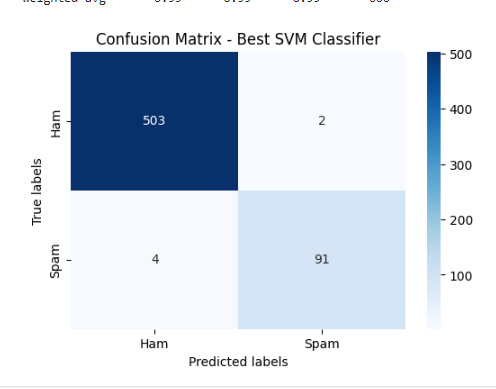 Confusion Matrix - Best SVM Classifier
500
503 2
Ham
400
300
True labels
200
Spam
4 91
100
Ham Spam
Predicted labels